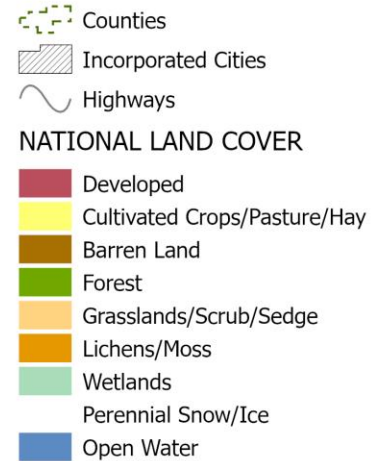 Counties
Incorporated Cities
Highways
NATIONAL LAND COVER
Developed
Cultivated Crops/Pasture/Hay
Barren Land
Forest
Grasslands/Scrub/Sedge
Lichens/Moss
Wetlands
Perennial Snow/Ice
Open Water